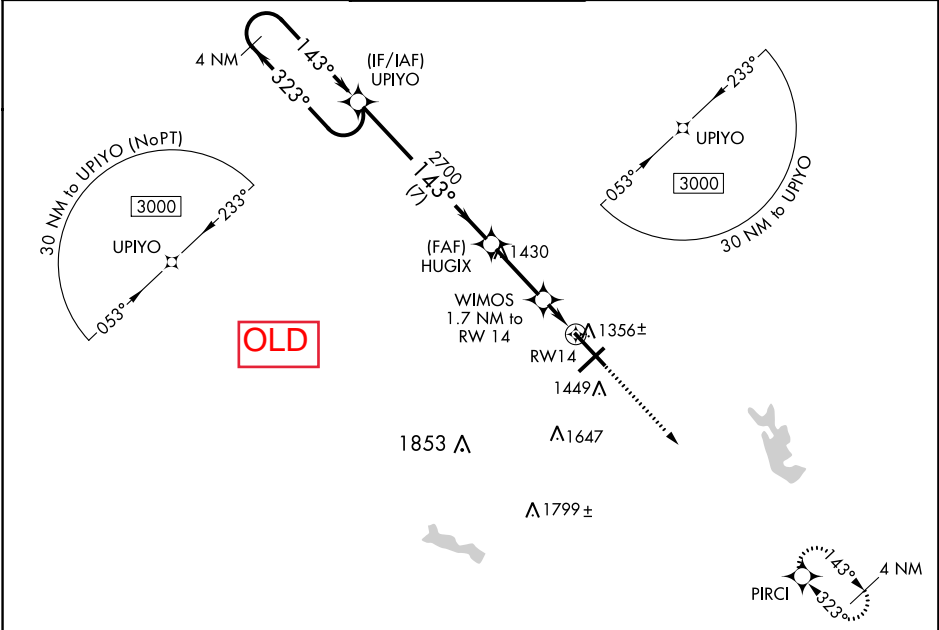 4 NM
143°
323°
(IF/IAF)
UPIYO
30 NM to UPIYO (NoPT)
3000
UPIYO
233°
053°
233°
UPIYO
053°
3000
30 NM to UPIYO
2700
143°
(7)
(FAF)
HUGIX
1430
WIMOS
1.7 NM to
RW 14
OLD
1356±
RW14
1449
1853
1647
1799±
PIRCI
143°
323°
4 NM